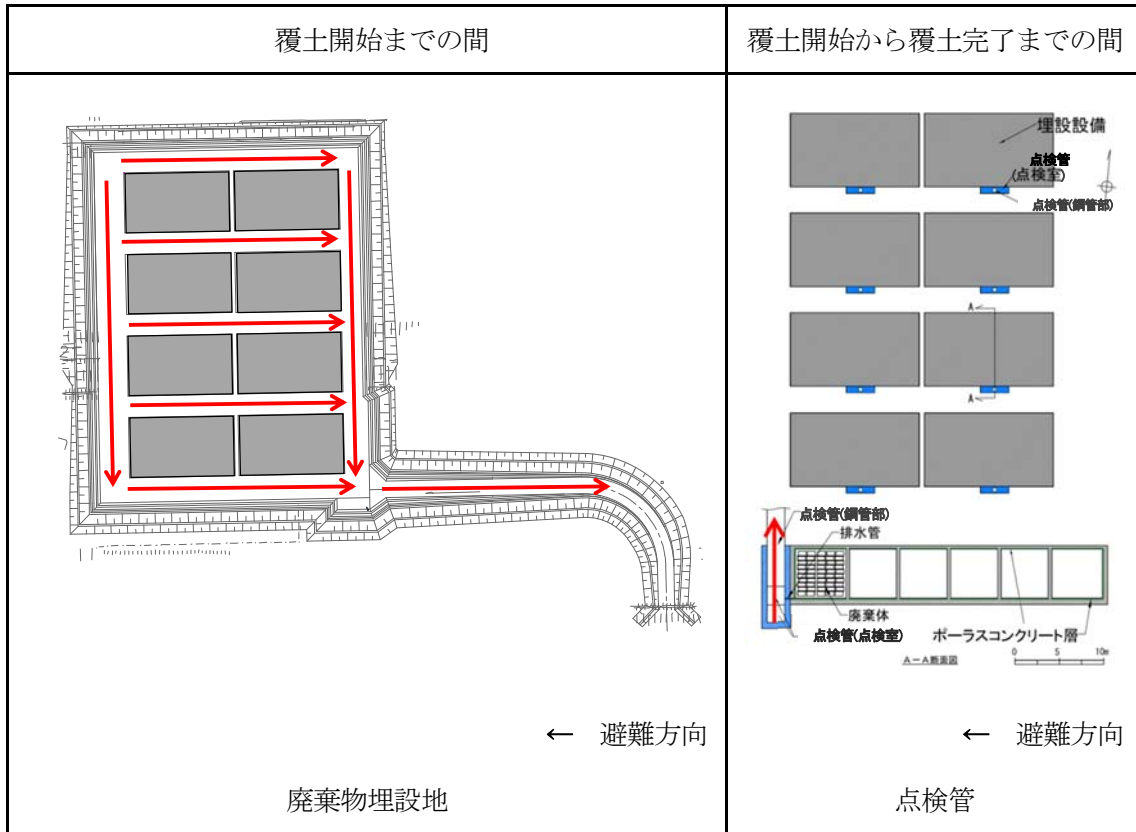 覆土開始までの間
覆土開始から覆土完了までの間
← 避難方向
廃棄物埋設地
埋設設備
点検管
(点検室)
点検管(鋼管部)
A
A
点検管(鋼管部)
排水管
廃棄体
点検管(点検室)
ポーラスコンクリート層
A-A断面図
0 5 10m
← 避難方向
点検管